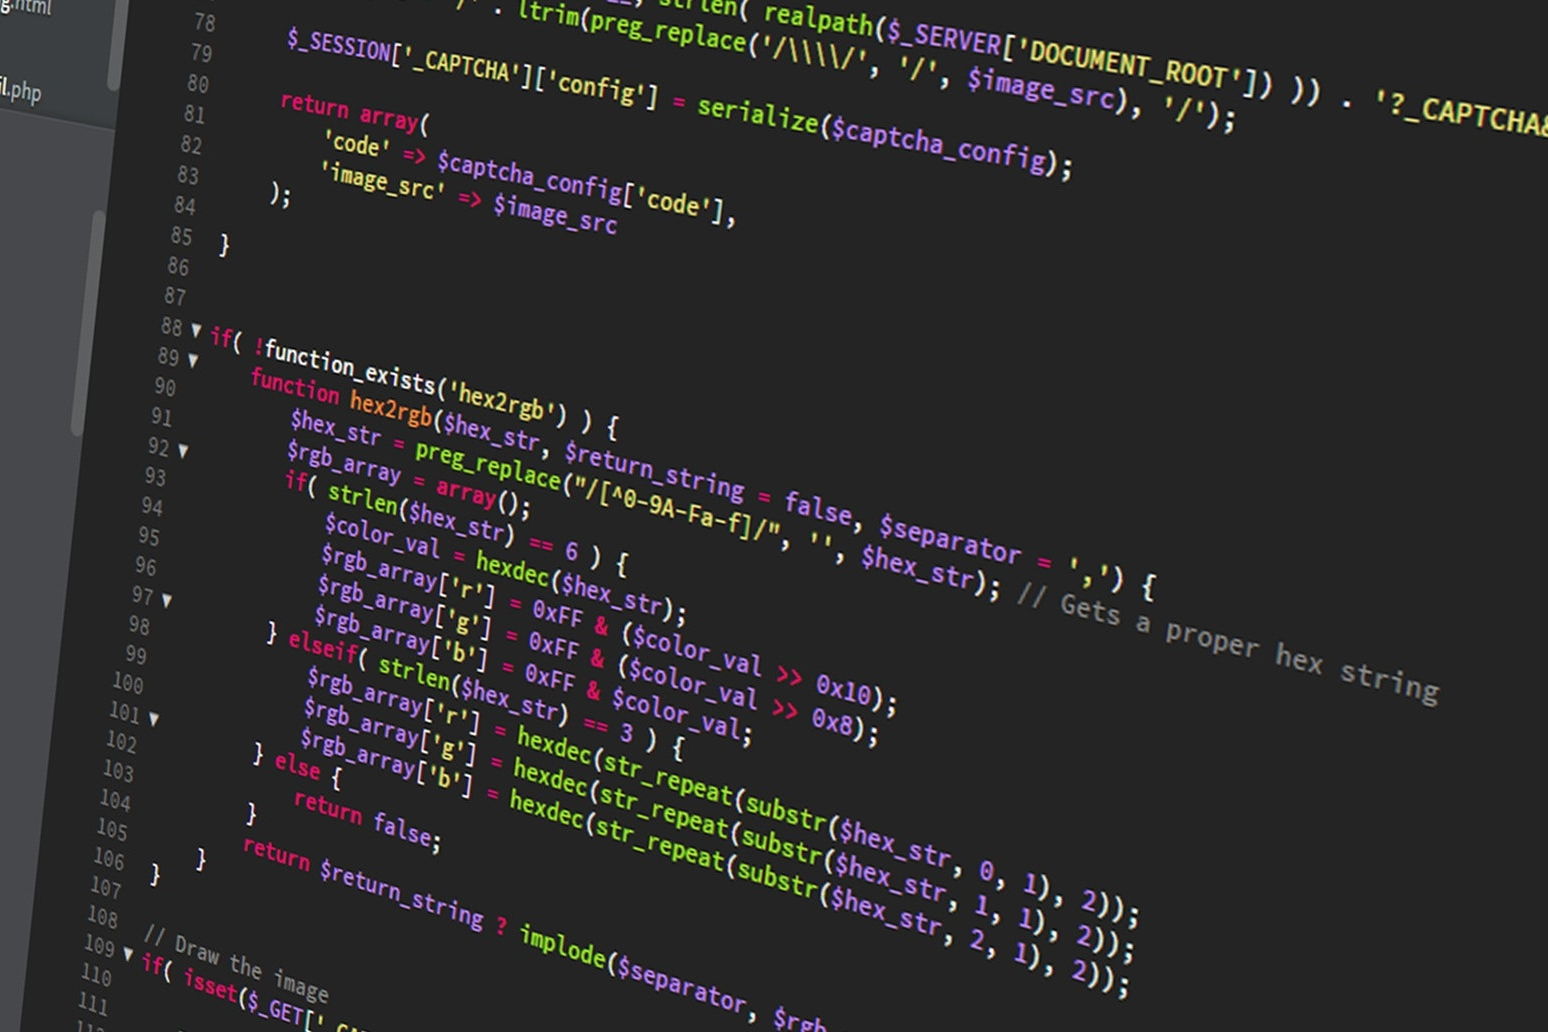 g.html
il.php
78
79
80
81
82
83
84
85
86
87
88
89
90
91
92
93
94
95
96
97
98
99
100
101
102
103
104
105
106
107
108
109
110
111
strlen( realpath($_SERVER['DOCUMENT_ROOT']) )) . '?_CAPTCHA&
'/' . ltrim(preg_replace('/\\\\/', '/', $image_src), '/');
$_SESSION['_CAPTCHA']['config'] = serialize($captcha_config);
return array(
'code' => $captcha_config['code'],
'image_src' => $image_src
);
}
if( !function_exists('hex2rgb') ) {
function hex2rgb($hex_str, $return_string = false, $separator = ',') {
$hex_str = preg_replace("/[^0-9A-Fa-f]/", '', $hex_str); // Gets a proper hex string
$rgb_array = array();
if( strlen($hex_str) == 6 ) {
$color_val = hexdec($hex_str);
$rgb_array['r'] = 0xFF & ($color_val >> 0x10);
$rgb_array['g'] = 0xFF & ($color_val >> 0x8);
$rgb_array['b'] = 0xFF & $color_val;
} elseif( strlen($hex_str) == 3 ) {
$rgb_array['r'] = hexdec(str_repeat(substr($hex_str, 0, 1), 2));
$rgb_array['g'] = hexdec(str_repeat(substr($hex_str, 1, 1), 2));
$rgb_array['b'] = hexdec(str_repeat(substr($hex_str, 2, 1), 2));
} else {
return false;
}
return $return_string ? implode($separator, $rgb
}
}
// Draw the image
if( isset($_GET['